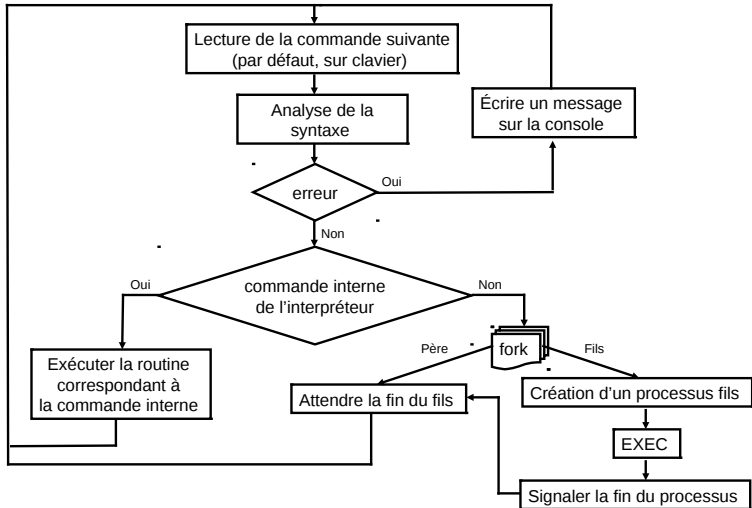 Lecture de la commande suivante
(par défaut, sur clavier)
Analyse de la
syntaxe
Écrire un message
sur la console
erreur
Oui
Non
Oui
commande interne
de l'interpréteur
Non
Père
fork
Fils
Exécuter la routine
correspondant à
la commande interne
Attendre la fin du fils
Création d'un processus fils
EXEC
Signaler la fin du processus